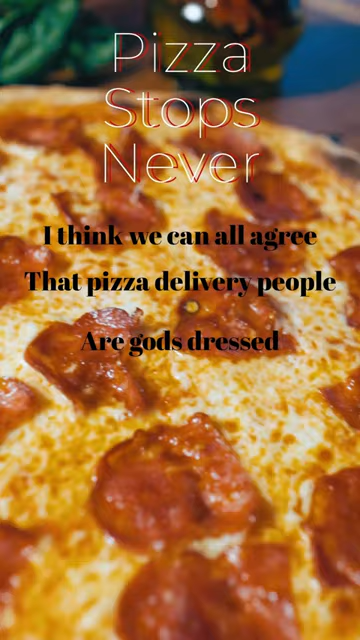 Pizza
Stops
Never
I think we can all agree
That pizza delivery people
Are gods dressed